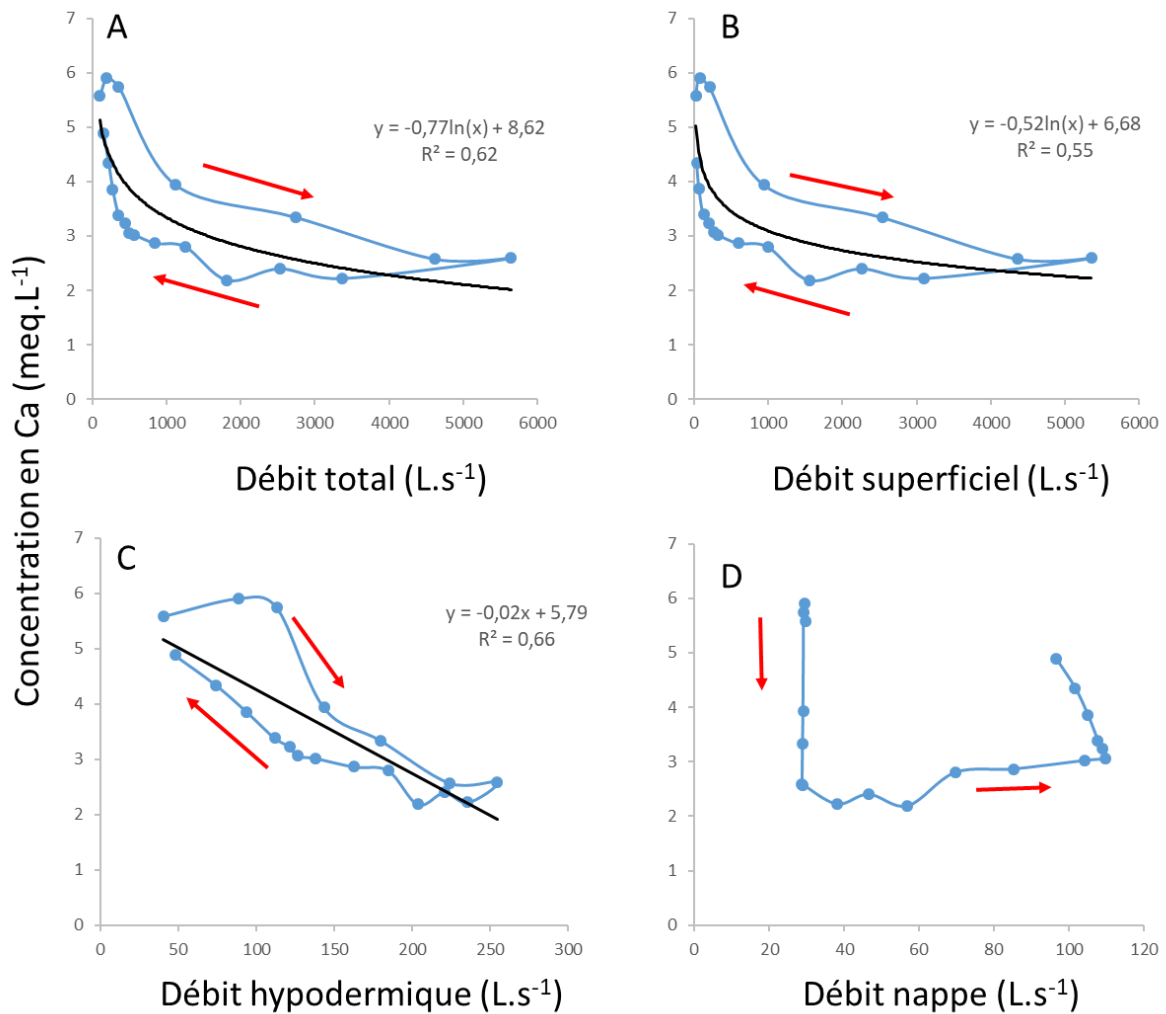 Concentration en Ca (meq.L⁻¹)
A
7
6
5
4
3
2
1
0
y = -0,77ln(x) + 8,62
R² = 0,62
0 1000 2000 3000 4000 5000 6000
Débit total (L.s⁻¹)
B
7
6
5
4
3
2
1
0
y = -0,52ln(x) + 6,68
R² = 0,55
0 1000 2000 3000 4000 5000 6000
Débit superficiel (L.s⁻¹)
C
7
6
5
4
3
2
1
0
y = -0,02x + 5,79
R² = 0,66
0 50 100 150 200 250 300
Débit hypodermique (L.s⁻¹)
D
7
6
5
4
3
2
1
0
0 20 40 60 80 100 120
Débit nappe (L.s⁻¹)